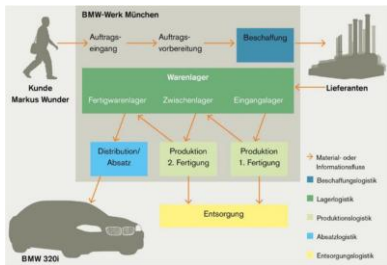 BMW-Werk München
Auftrags-
eingang
Auftrags-
vorbereitung
Beschaffung
Kunde
Markus Wunder
Lieferanten
Warenlager
Fertigwarenlager
Zwischenlager
Eingangslager
Distribution/
Absatz
Produktion
2. Fertigung
Produktion
1. Fertigung
Entsorgung
BMW 320i
Material- oder
Informationsfluss
Beschaffungslogistik
Lagerlogistik
Produktionslogistik
Absatzlogistik
Entsorgungslogistik